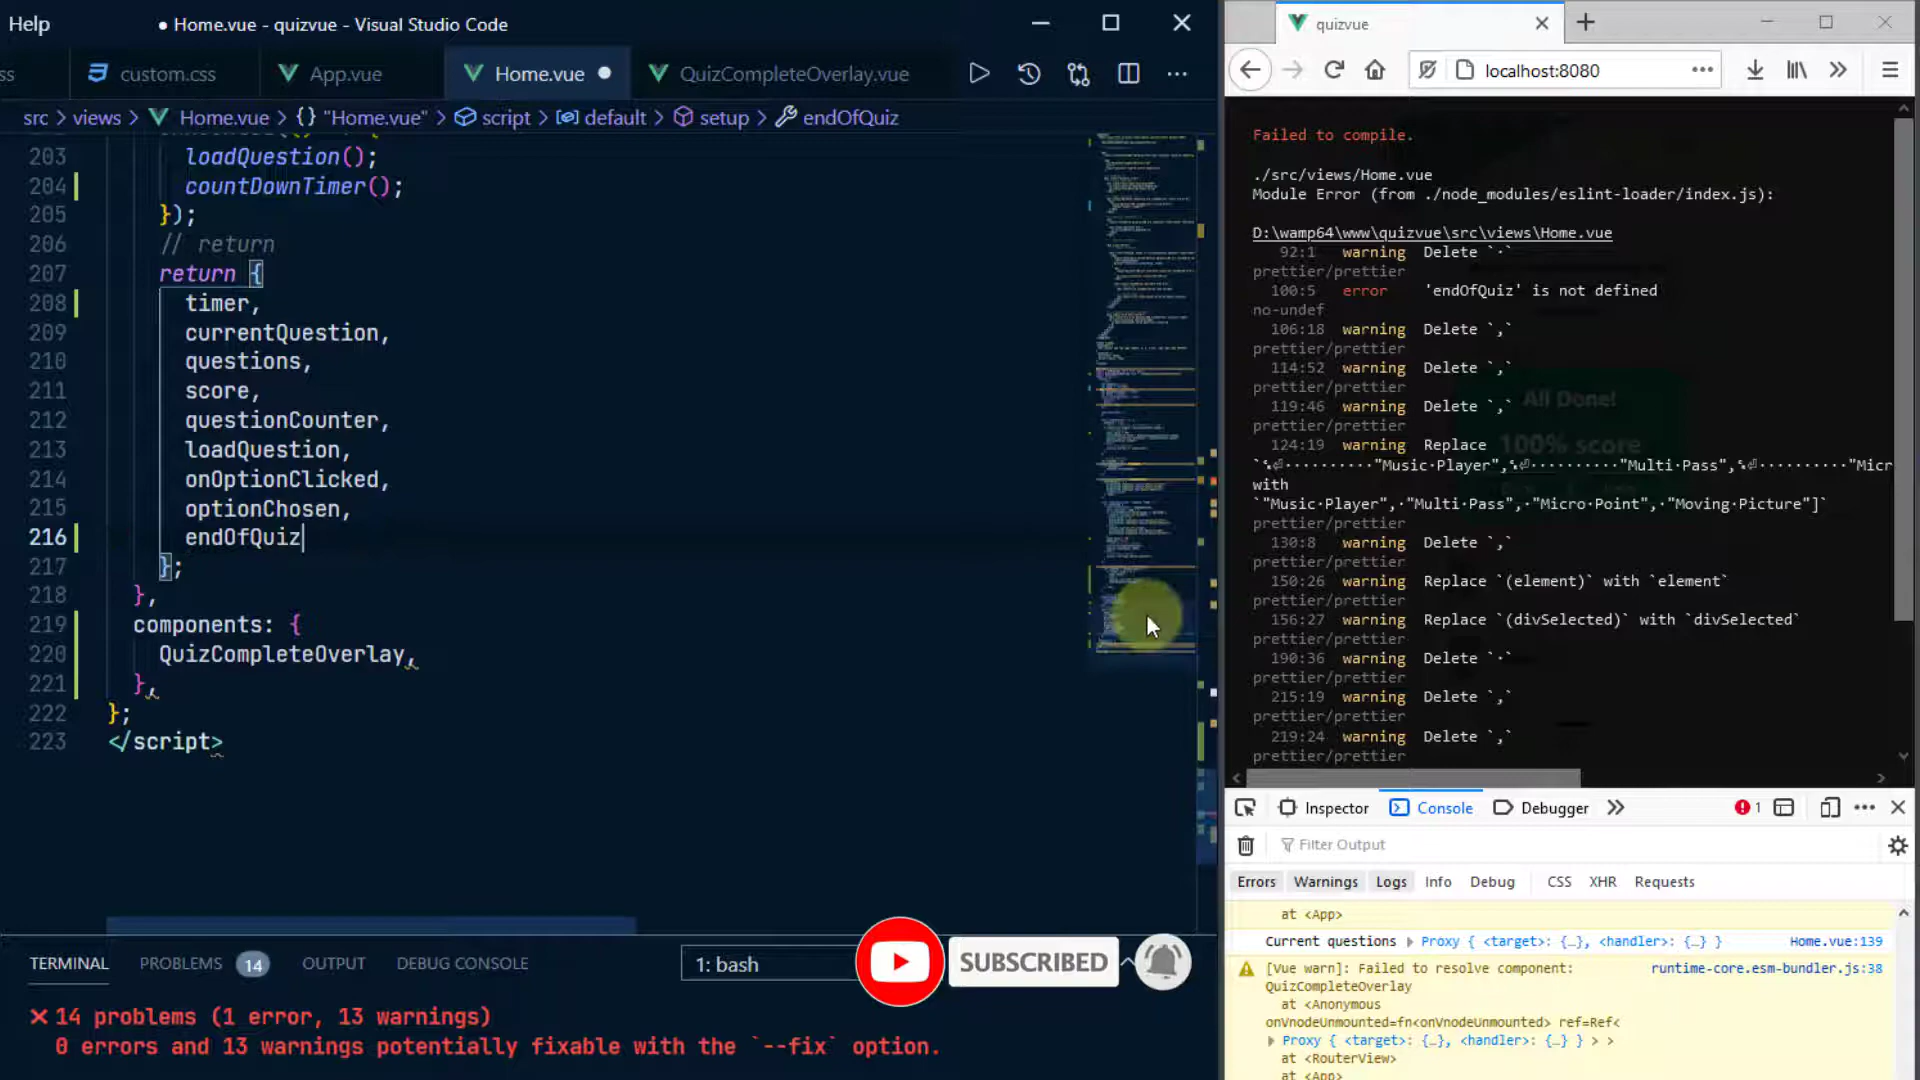 Help
● Home.vue - quizvue - Visual Studio Code
ss
custom.css
App.vue
Home.vue ●
QuizCompleteOverlay.vue
src > views > Home.vue > {} "Home.vue" > script > default > setup > endOfQuiz
203 loadQuestion();
204 countDownTimer();
205 });
206 // return
207 return {
208 timer,
209 currentQuestion,
210 questions,
211 score,
212 questionCounter,
213 loadQuestion,
214 onOptionClicked,
215 optionChosen,
216 endOfQuiz
217 };
218 },
219 components: {
220 QuizCompleteOverlay,
221 },
222 };
223 </script>
TERMINAL
PROBLEMS 14
OUTPUT
DEBUG CONSOLE
1: bash
SUBSCRIBED
✕ 14 problems (1 error, 13 warnings)
0 errors and 13 warnings potentially fixable with the `--fix` option.
quizvue
localhost:8080
Failed to compile.
./src/views/Home.vue
Module Error (from ./node_modules/eslint-loader/index.js):
D:\wamp64\www\quizvue\src\views\Home.vue
92:1 warning Delete `·`
prettier/prettier
100:5 error 'endOfQuiz' is not defined
no-undef
106:18 warning Delete `,`
prettier/prettier
114:52 warning Delete `,`
prettier/prettier
119:46 warning Delete `,`
All Done!
prettier/prettier
124:19 warning Replace
100% score
`␍⏎··········"Music·Player",␍⏎··········"Multi·Pass",␍⏎··········"Micr
with
`"Music·Player",·"Multi·Pass",·"Micro·Point",·"Moving·Picture"]`
prettier/prettier
130:8 warning Delete `,`
prettier/prettier
150:26 warning Replace `(element)` with `element`
prettier/prettier
156:27 warning Replace `(divSelected)` with `divSelected`
prettier/prettier
190:36 warning Delete `·`
prettier/prettier
215:19 warning Delete `,`
prettier/prettier
219:24 warning Delete `,`
prettier/prettier
Inspector
Console
Debugger
1
Filter Output
Errors
Warnings
Logs
Info
Debug
CSS
XHR
Requests
at <App>
Current questions ▶ Proxy { <target>: {…}, <handler>: {…} } Home.vue:139
[Vue warn]: Failed to resolve component: runtime-core.esm-bundler.js:38
QuizCompleteOverlay
at <Anonymous
onVnodeUnmounted=fn<onVnodeUnmounted> ref=Ref<
▶ Proxy { <target>: {…}, <handler>: {…} } > >
at <RouterView>
at <App>